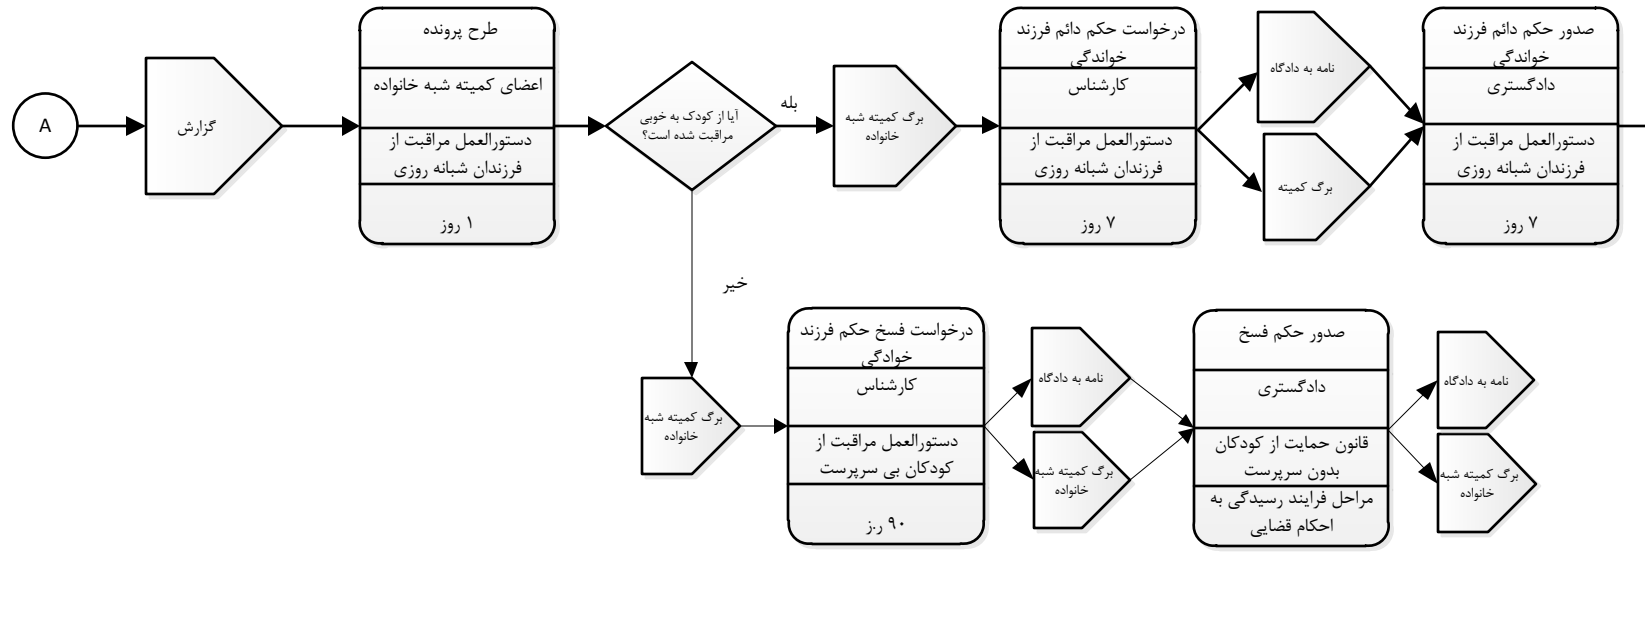 A
گزارش
طرح پرونده
اعضای کمیته شبه خانواده
دستورالعمل مراقبت از
فرزندان شبانه روزی
۱ روز
آیا از کودک به خوبی
مراقبت شده است؟
بله
برگ کمیته شبه
خانواده
درخواست حکم دائم فرزند
خواندگی
کارشناس
دستورالعمل مراقبت از
فرزندان شبانه روزی
۷ روز
نامه به دادگاه
برگ کمیته
صدور حکم دائم فرزند
خواندگی
دادگستری
دستورالعمل مراقبت از
فرزندان شبانه روزی
۷ روز
خیر
برگ کمیته شبه
خانواده
درخواست فسخ حکم فرزند
خوادگی
کارشناس
دستورالعمل مراقبت از
کودکان بی سرپرست
۹۰ ر.ز
نامه به دادگاه
برگ کمیته شبه
خانواده
صدور حکم فسخ
دادگستری
قانون حمایت از کودکان
بدون سرپرست
مراحل فرایند رسیدگی به
احکام قضایی
نامه به دادگاه
برگ کمیته شبه
خانواده